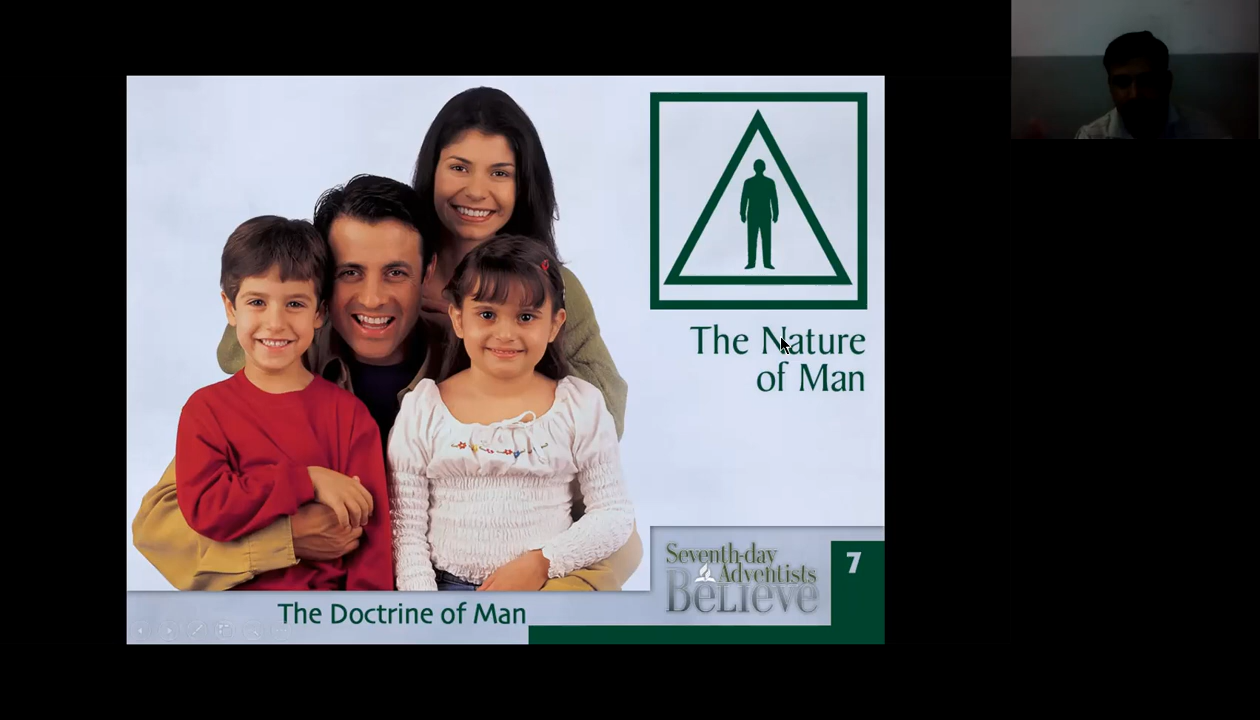 The Nature
of Man
Seventh-day
Adventists
BeLIeve
7
The Doctrine of Man